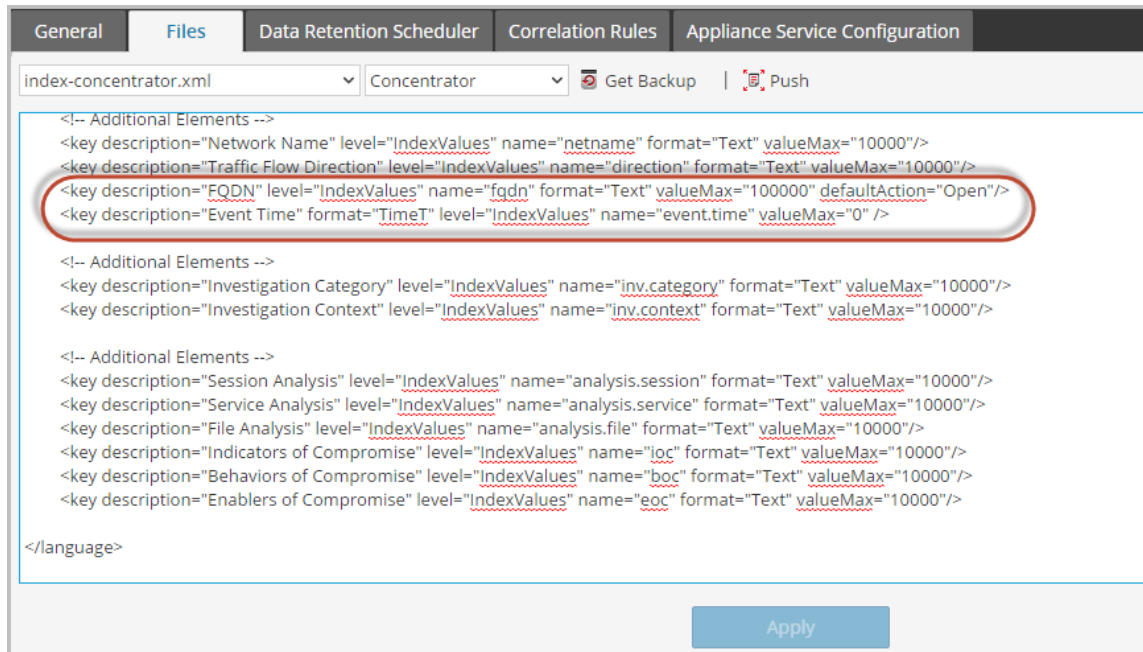 General Files Data Retention Scheduler Correlation Rules Appliance Service Configuration
index-concentrator.xml Concentrator Get Backup | Push
<!-- Additional Elements -->
<key description="Network Name" level="IndexValues" name="netname" format="Text" valueMax="10000"/>
<key description="Traffic Flow Direction" level="IndexValues" name="direction" format="Text" valueMax="10000"/>
<key description="FQDN" level="IndexValues" name="fqdn" format="Text" valueMax="100000" defaultAction="Open"/>
<key description="Event Time" format="TimeT" level="IndexValues" name="event.time" valueMax="0" />
<!-- Additional Elements -->
<key description="Investigation Category" level="IndexValues" name="inv.category" format="Text" valueMax="10000"/>
<key description="Investigation Context" level="IndexValues" name="inv.context" format="Text" valueMax="10000"/>
<!-- Additional Elements -->
<key description="Session Analysis" level="IndexValues" name="analysis.session" format="Text" valueMax="10000"/>
<key description="Service Analysis" level="IndexValues" name="analysis.service" format="Text" valueMax="10000"/>
<key description="File Analysis" level="IndexValues" name="analysis.file" format="Text" valueMax="10000"/>
<key description="Indicators of Compromise" level="IndexValues" name="ioc" format="Text" valueMax="10000"/>
<key description="Behaviors of Compromise" level="IndexValues" name="boc" format="Text" valueMax="10000"/>
<key description="Enablers of Compromise" level="IndexValues" name="eoc" format="Text" valueMax="10000"/>
</language>
Apply